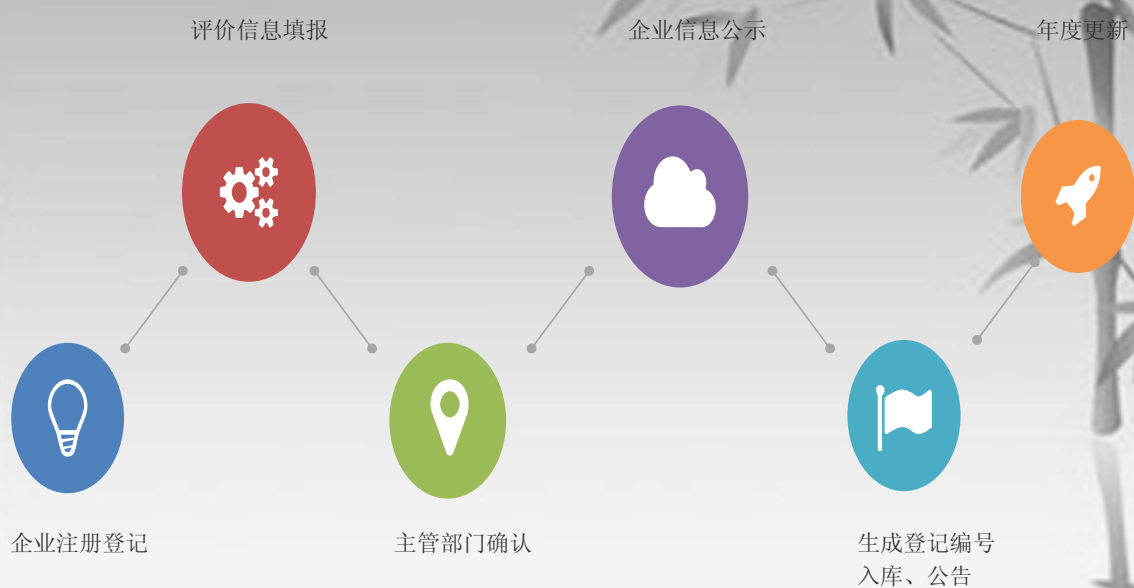 评价信息填报
企业信息公示
年度更新
企业注册登记
主管部门确认
生成登记编号
入库、公告